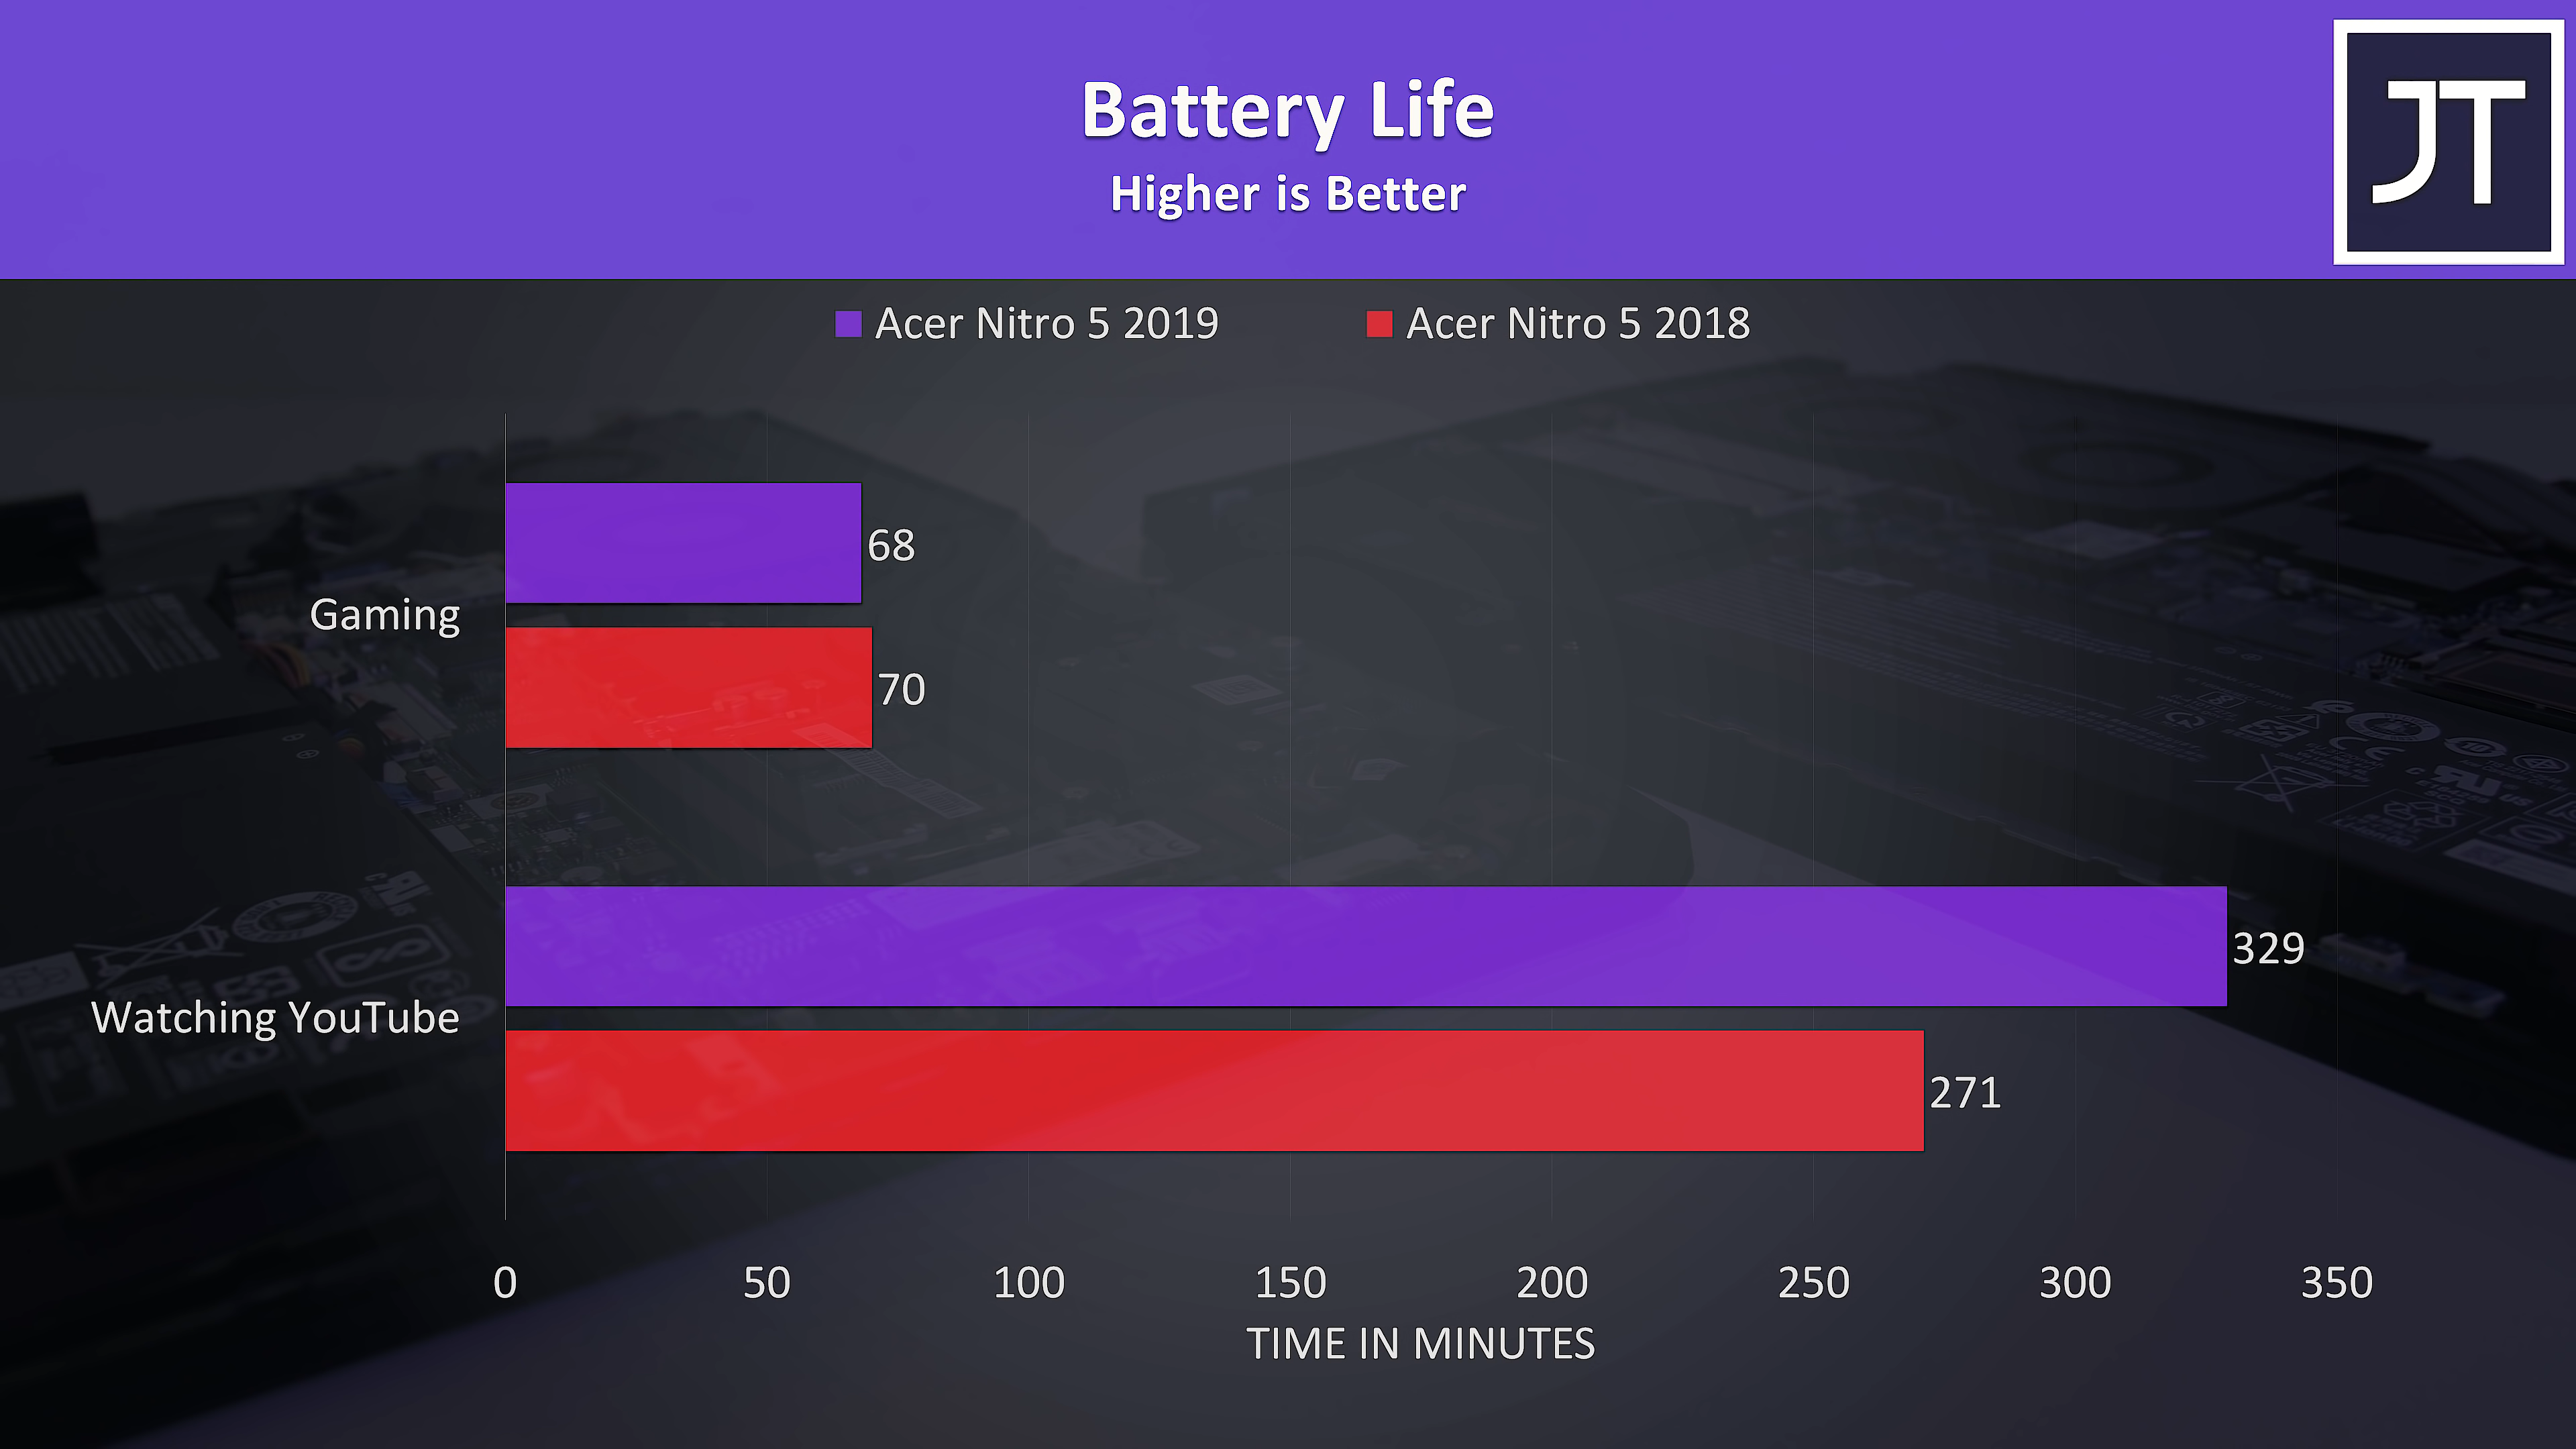 Battery Life
Higher is Better
JT
Acer Nitro 5 2019
Acer Nitro 5 2018
Gaming
68
70
Watching YouTube
329
271
0 50 100 150 200 250 300 350
TIME IN MINUTES